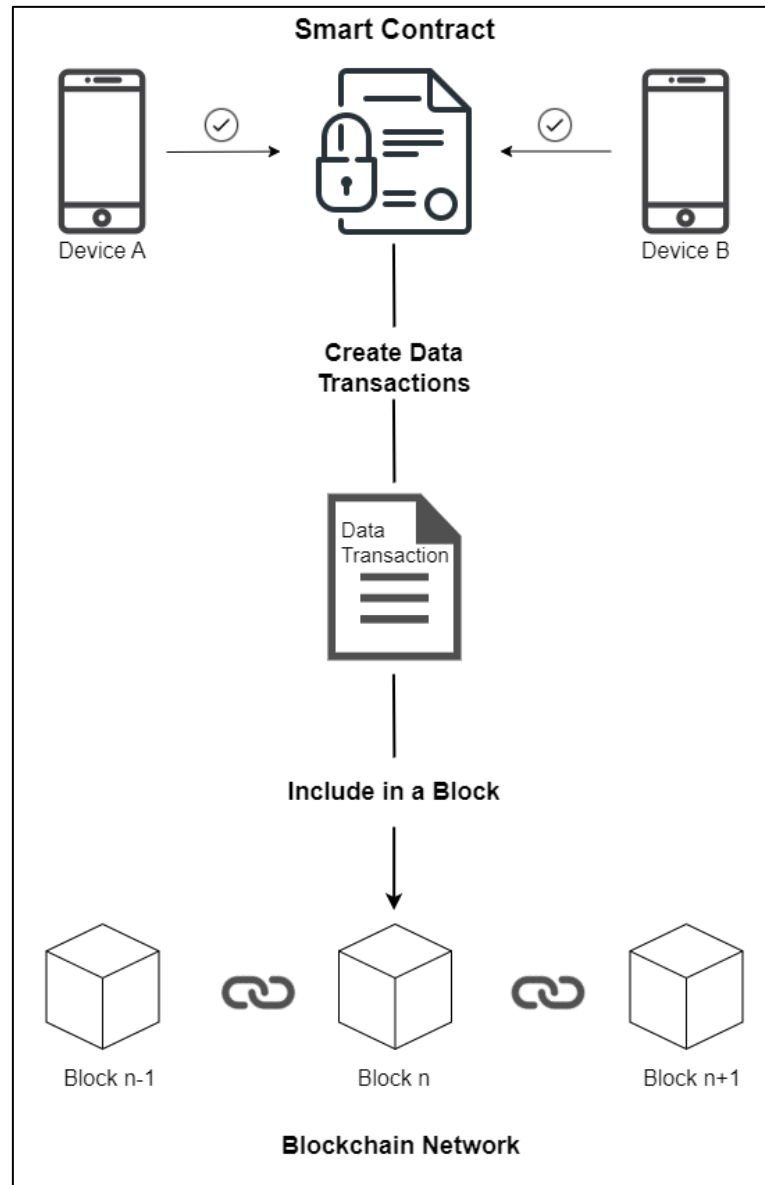 Smart Contract
Device A
Device B
Create Data
Transactions
Data
Transaction
Include in a Block
Block n-1
Block n
Block n+1
Blockchain Network